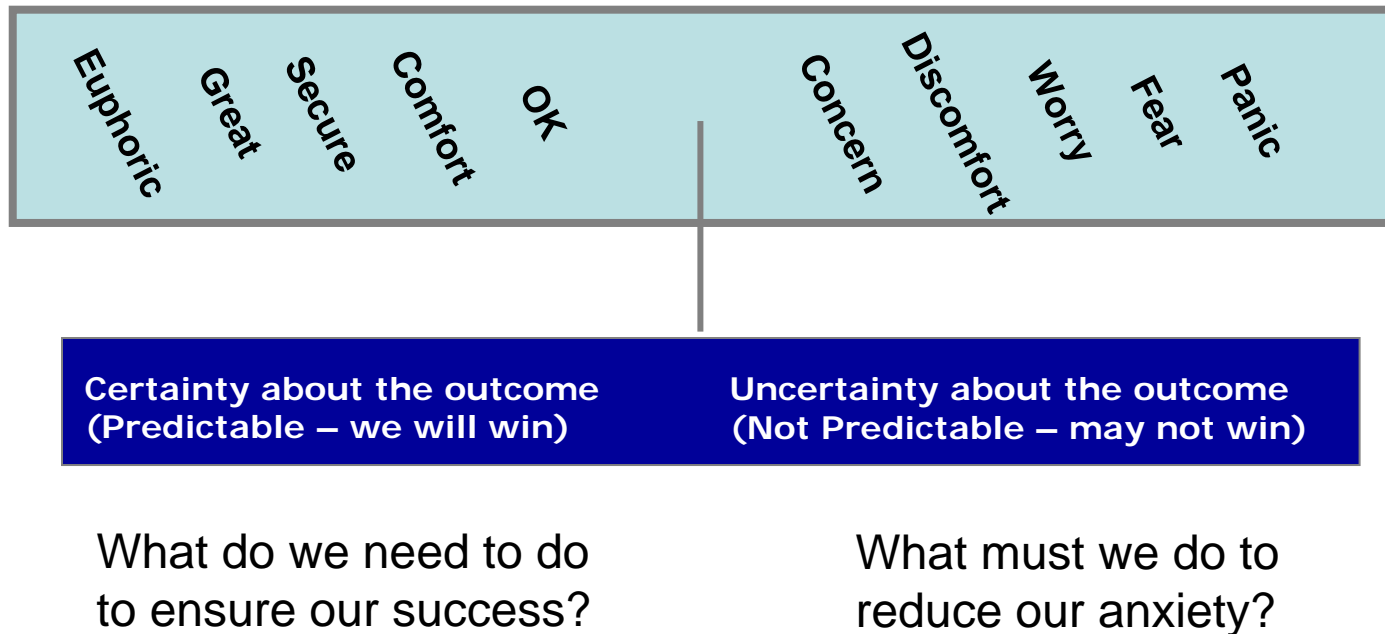 Euphoric
Great
Secure
Comfort
OK
Concern
Discomfort
Worry
Fear
Panic
Certainty about the outcome
(Predictable – we will win)
Uncertainty about the outcome
(Not Predictable – may not win)
What do we need to do
to ensure our success?
What must we do to
reduce our anxiety?